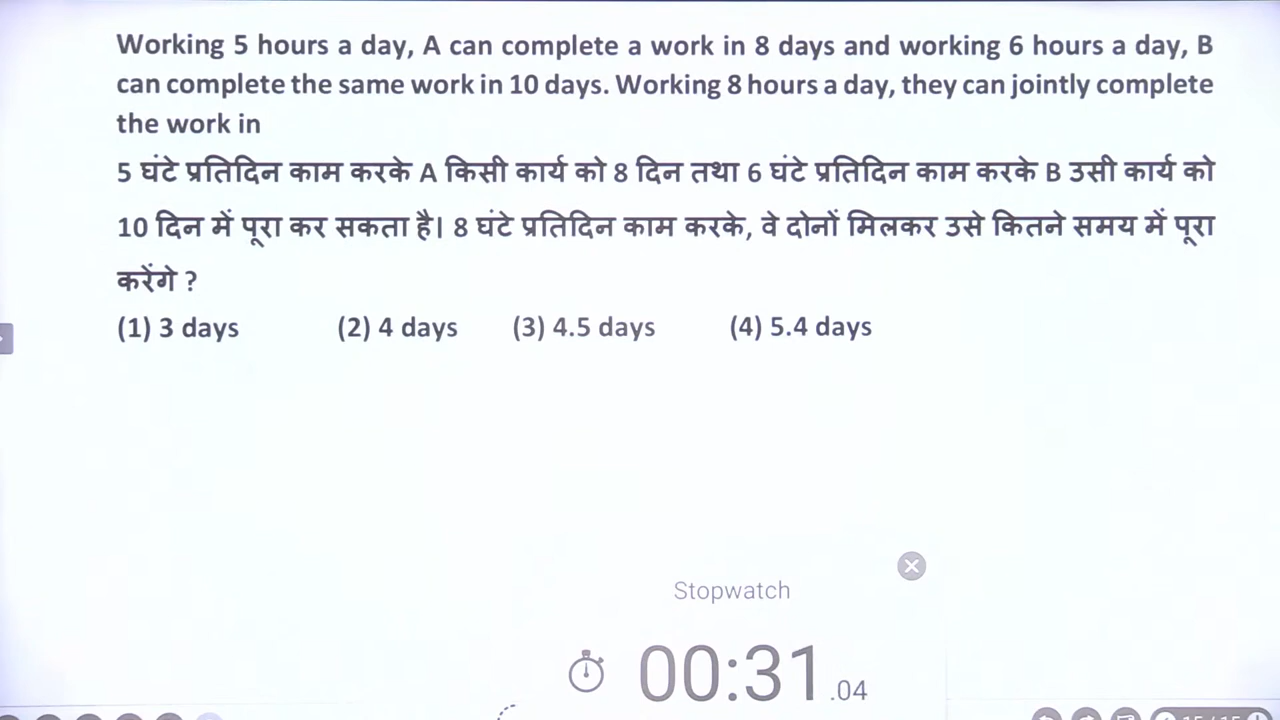 Working 5 hours a day, A can complete a work in 8 days and working 6 hours a day, B
can complete the same work in 10 days. Working 8 hours a day, they can jointly complete
the work in
5 घंटे प्रतिदिन काम करके A किसी कार्य को 8 दिन तथा 6 घंटे प्रतिदिन काम करके B उसी कार्य को
10 दिन में पूरा कर सकता है। 8 घंटे प्रतिदिन काम करके, वे दोनों मिलकर उसे कितने समय में पूरा
करेंगे ?
(1) 3 days (2) 4 days (3) 4.5 days (4) 5.4 days
Stopwatch
00:31.04